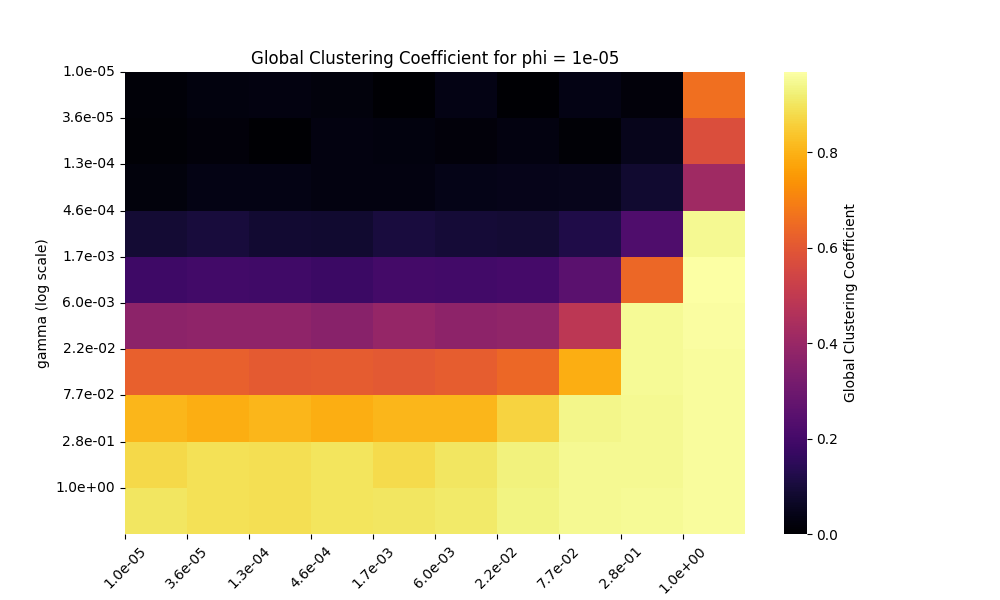 Global Clustering Coefficient for phi = 1e-05
gamma (log scale)
1.0e-05
3.6e-05
1.3e-04
4.6e-04
1.7e-03
6.0e-03
2.2e-02
7.7e-02
2.8e-01
1.0e+00
1.0e-05
3.6e-05
1.3e-04
4.6e-04
1.7e-03
6.0e-03
2.2e-02
7.7e-02
2.8e-01
1.0e+00
0.8
0.6
0.4
0.2
0.0
Global Clustering Coefficient